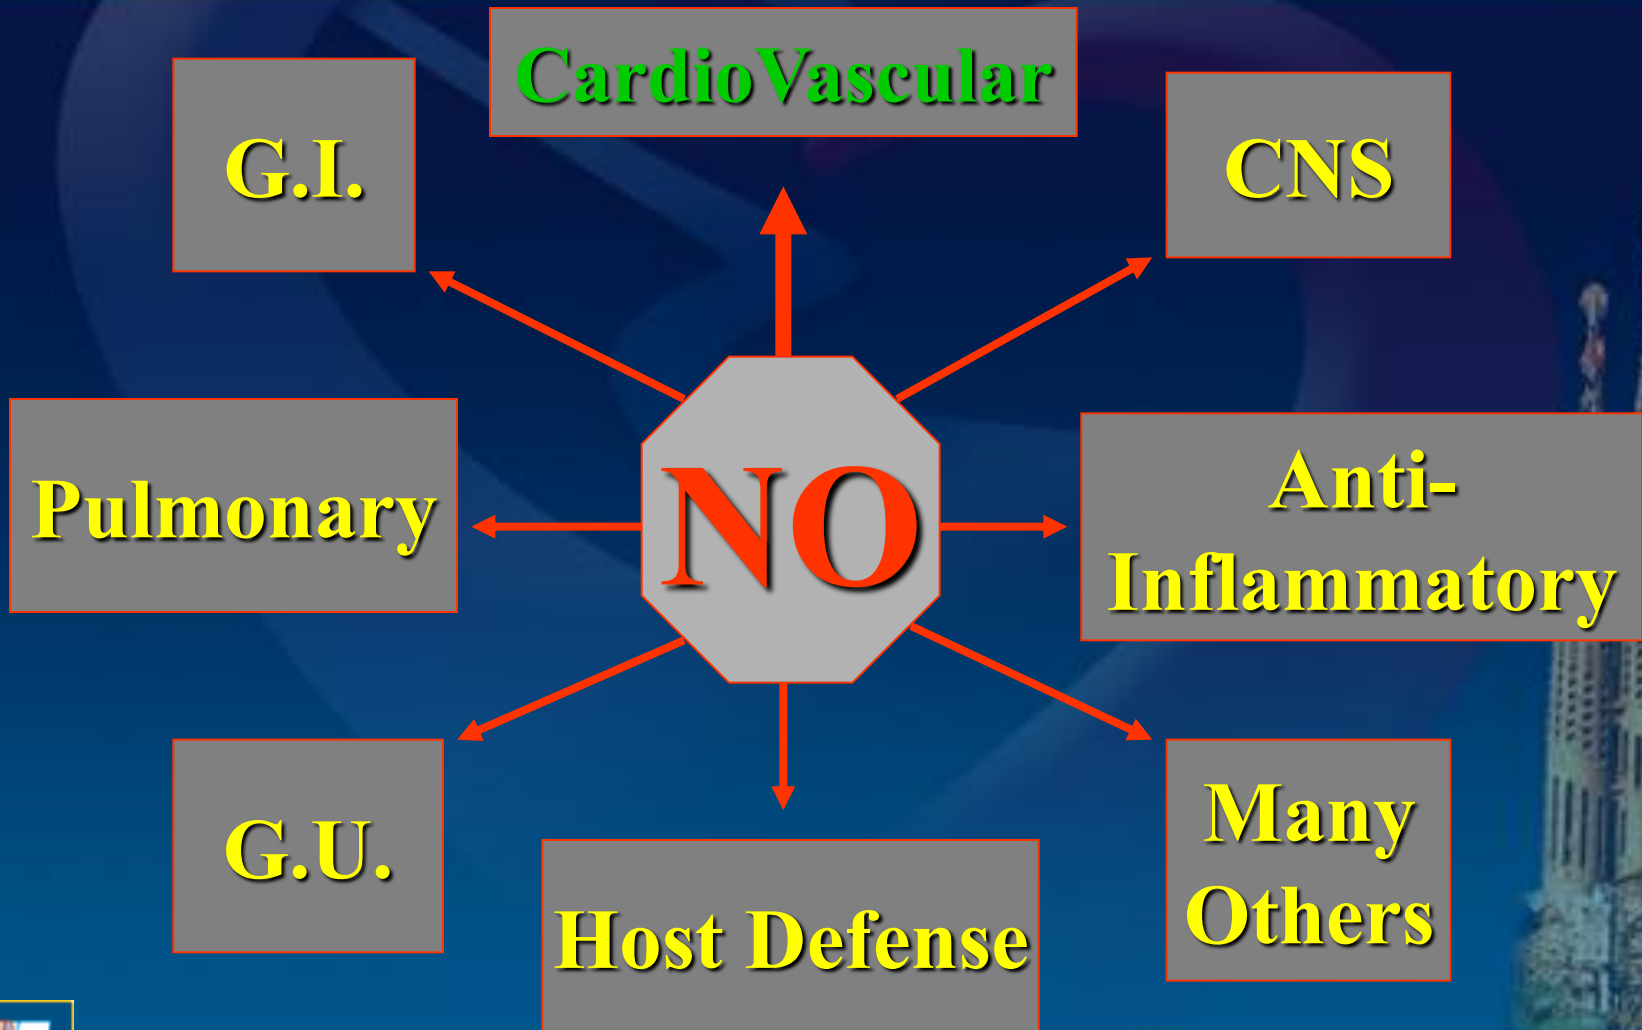 CardioVascular
G.I.
CNS
Pulmonary
NO
Anti-
Inflammatory
G.U.
Host Defense
Many
Others